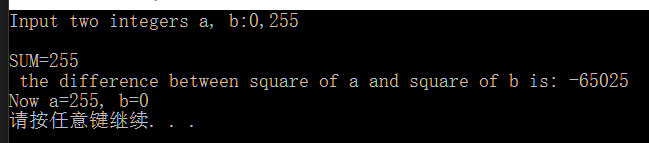 Input two integers a, b:0,255
SUM=255
the difference between square of a and square of b is: -65025
Now a=255, b=0
请按任意键继续. . .